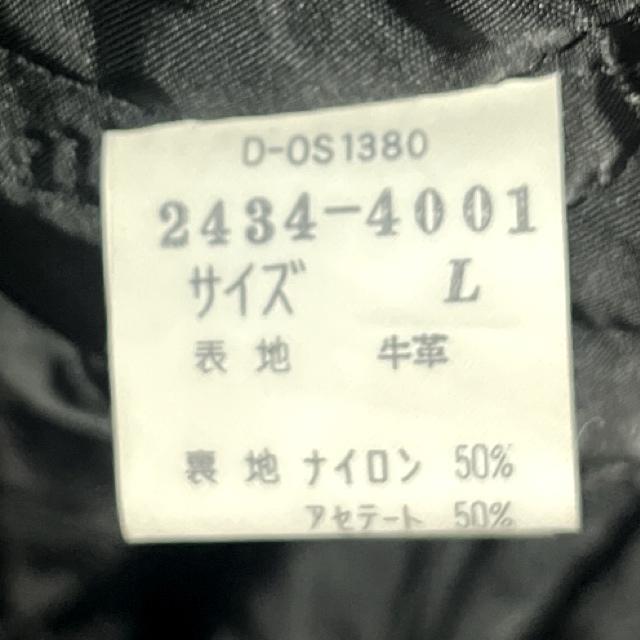 D-OS1380
2434-4001
サイズ L
表地 牛革
裏地 ナイロン 50%
アセテート 50%